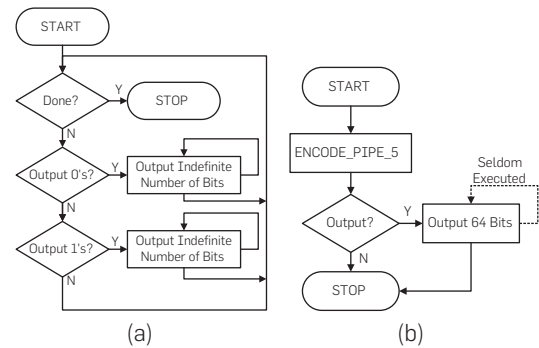 START
Done?
Y
STOP
N
Output 0's?
Y
Output Indefinite
Number of Bits
N
Output 1's?
Y
Output Indefinite
Number of Bits
N
(a)
START
ENCODE_PIPE_5
Seldom
Executed
Output?
Y
Output 64 Bits
N
STOP
(b)